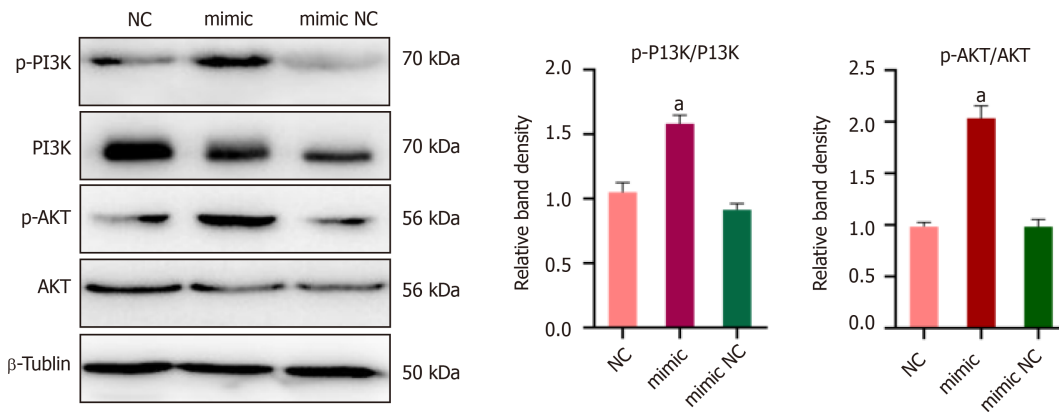 NC mimic mimic NC
p-PI3K 70 kDa
PI3K 70 kDa
p-AKT 56 kDa
AKT 56 kDa
β-Tublin 50 kDa
p-P13K/P13K
Relative band density
2.0
1.5
1.0
0.5
0.0
a
NC mimic mimic NC
p-AKT/AKT
Relative band density
2.5
2.0
1.5
1.0
0.5
0.0
a
NC mimic mimic NC